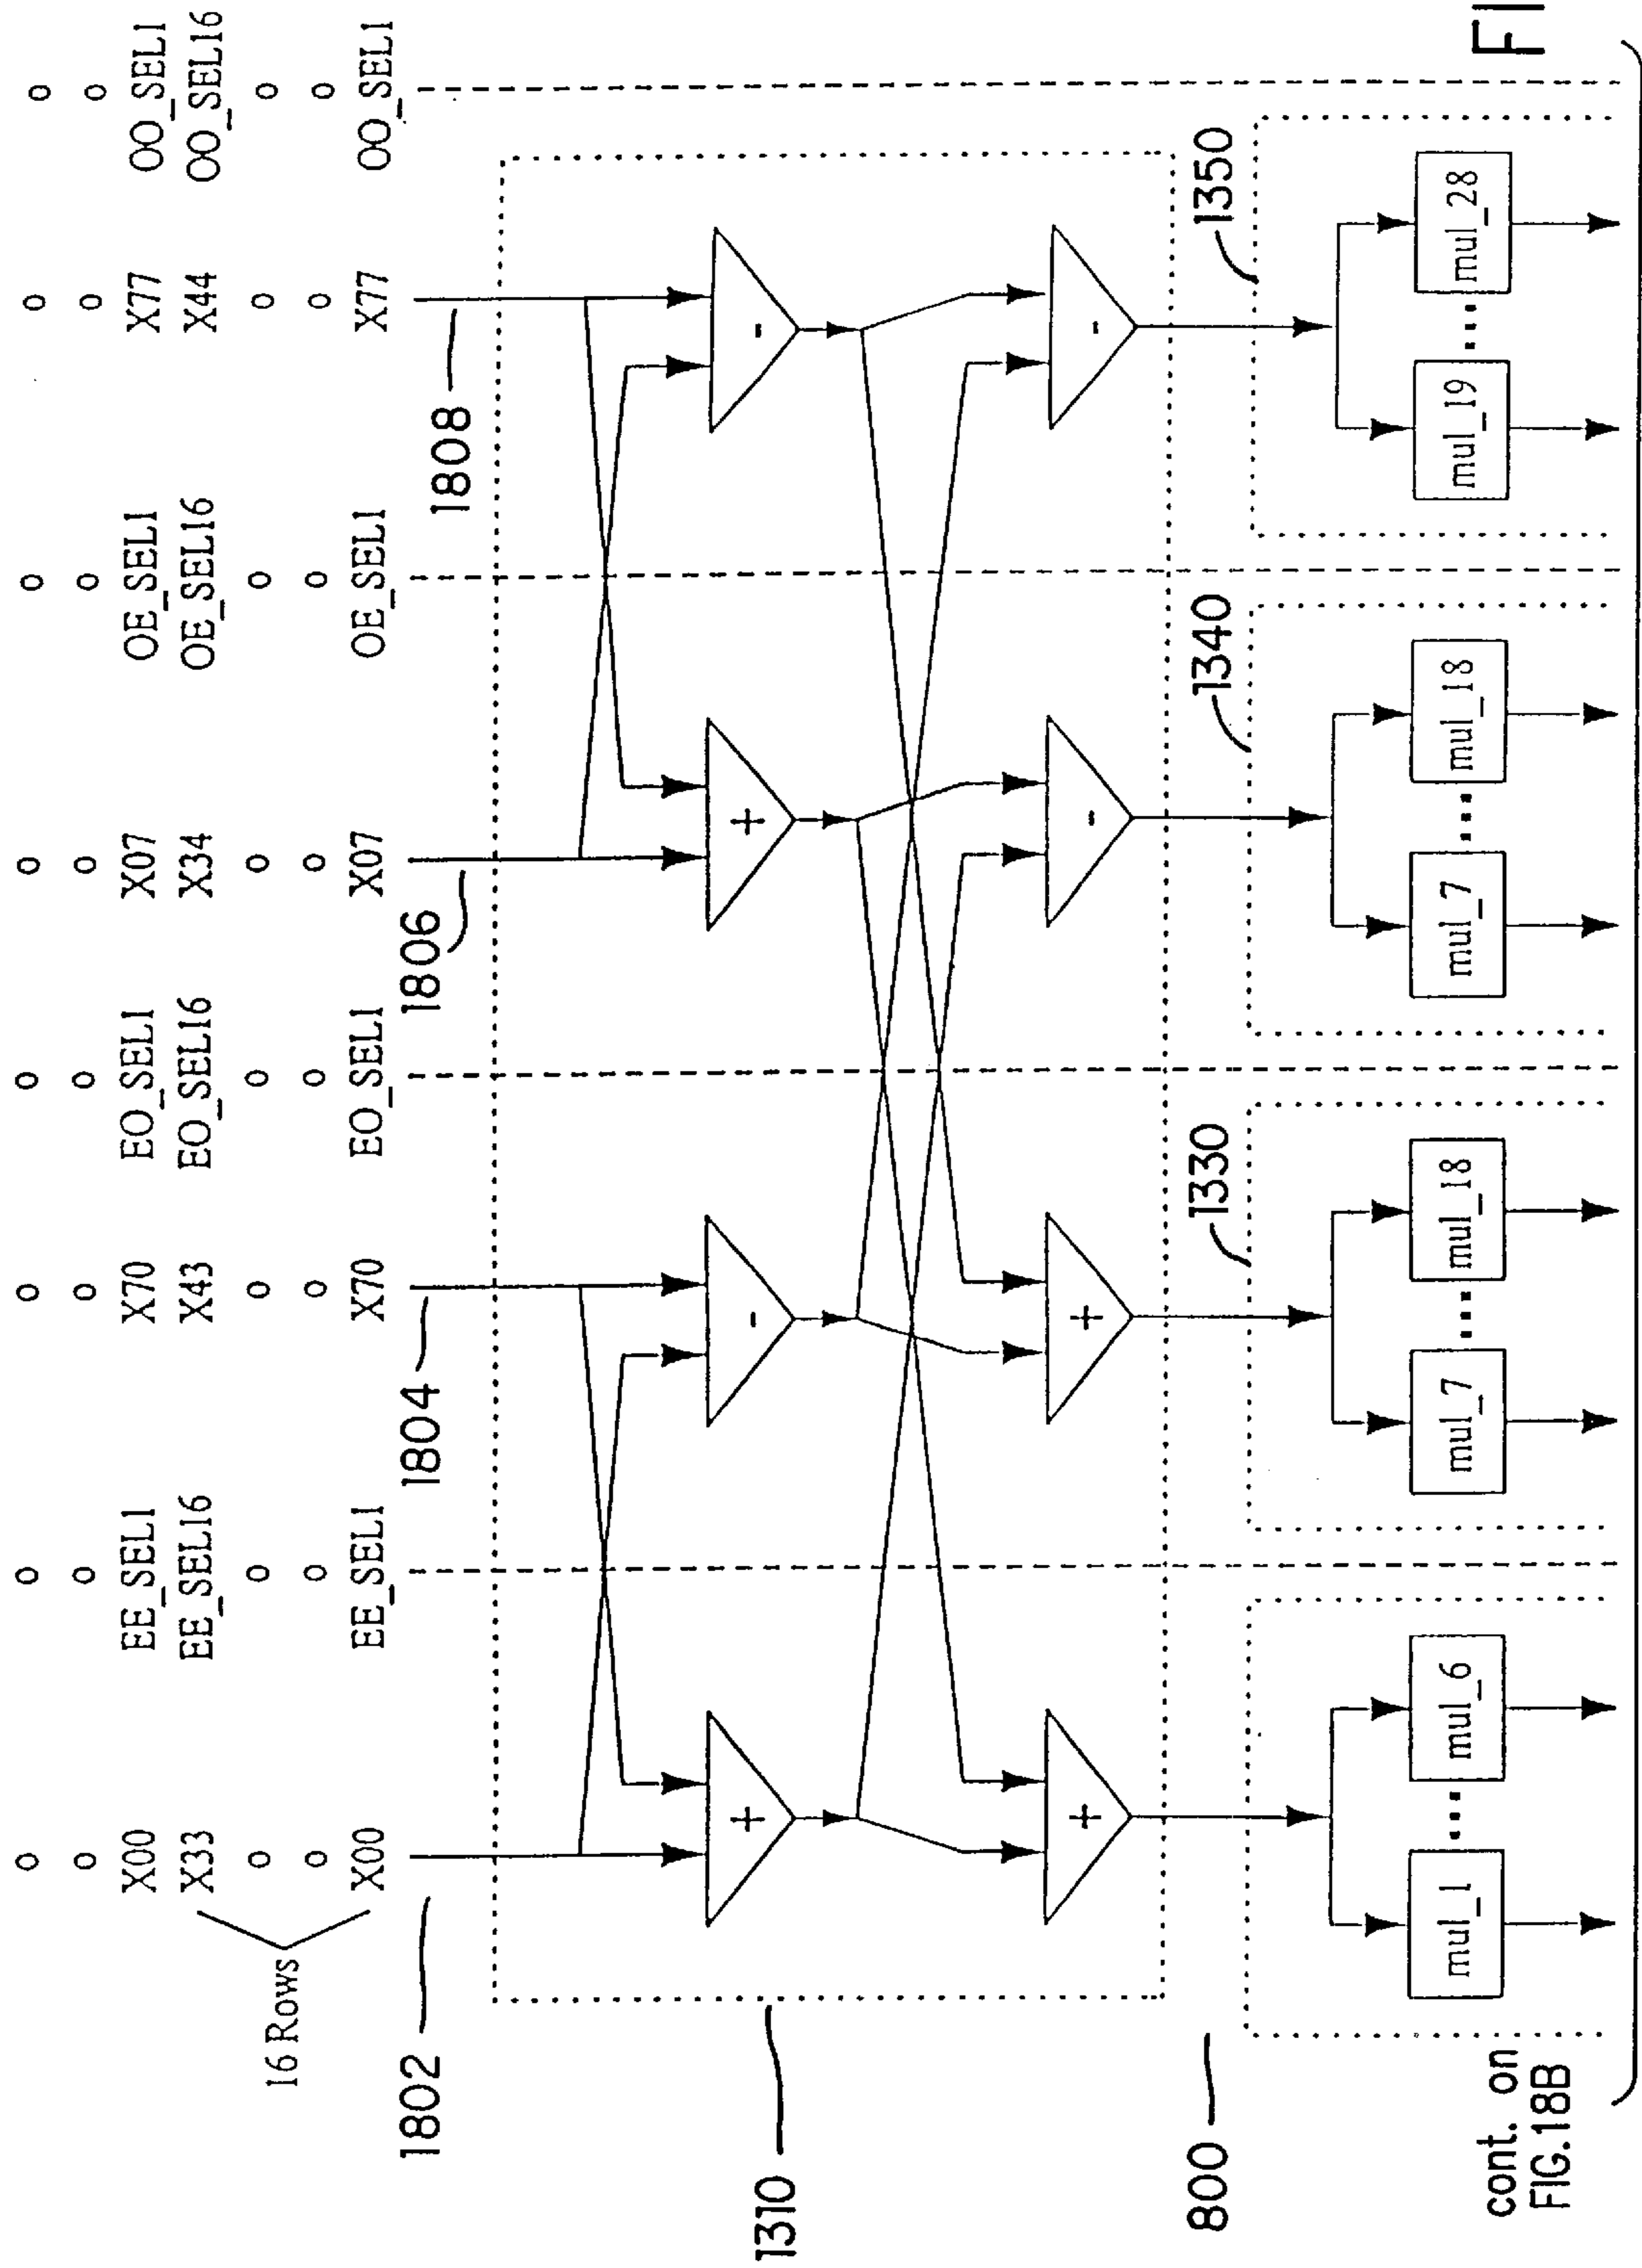 o o o o o o o o
o o o o o o o o
X00 EE_SEL1 X70 EO_SEL1 X07 OE_SEL1 X77 OO_SEL1
X33 EE_SEL16 X43 EO_SEL16 X34 OE_SEL16 X44 OO_SEL16
16 Rows
o o o o o o o o
o o o o o o o o
X00 EE_SEL1 X70 EO_SEL1 X07 OE_SEL1 X77 OO_SEL1
1802 1804 1806 1808
1310
+ - + -
+ + - -
800 1330 1340 1350
mul_1 mul_6 mul_7 mul_18 mul_7 mul_18 mul_19 mul_28
cont. on
FIG.18B